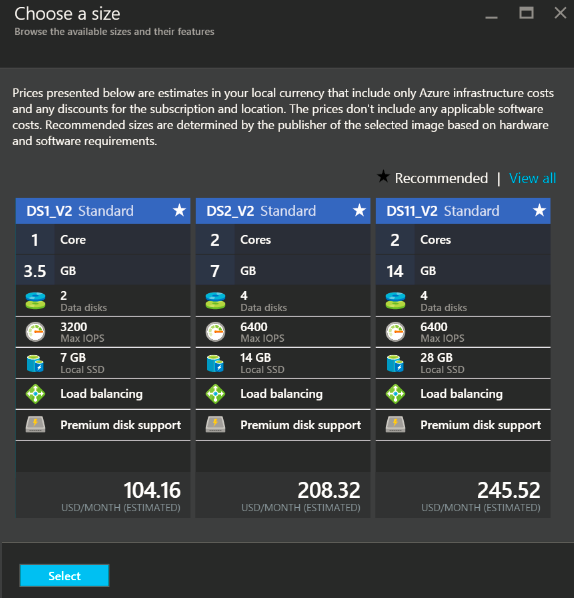 Choose a size
Browse the available sizes and their features
Prices presented below are estimates in your local currency that include only Azure infrastructure costs
and any discounts for the subscription and location. The prices don't include any applicable software
costs. Recommended sizes are determined by the publisher of the selected image based on hardware
and software requirements.
★ Recommended | View all
DS1_V2 Standard ★
1 Core
3.5 GB
2
Data disks
3200
Max IOPS
7 GB
Local SSD
Load balancing
Premium disk support
104.16
USD/MONTH (ESTIMATED)
DS2_V2 Standard ★
2 Cores
7 GB
4
Data disks
6400
Max IOPS
14 GB
Local SSD
Load balancing
Premium disk support
208.32
USD/MONTH (ESTIMATED)
DS11_V2 Standard ★
2 Cores
14 GB
4
Data disks
6400
Max IOPS
28 GB
Local SSD
Load balancing
Premium disk support
245.52
USD/MONTH (ESTIMATED)
Select